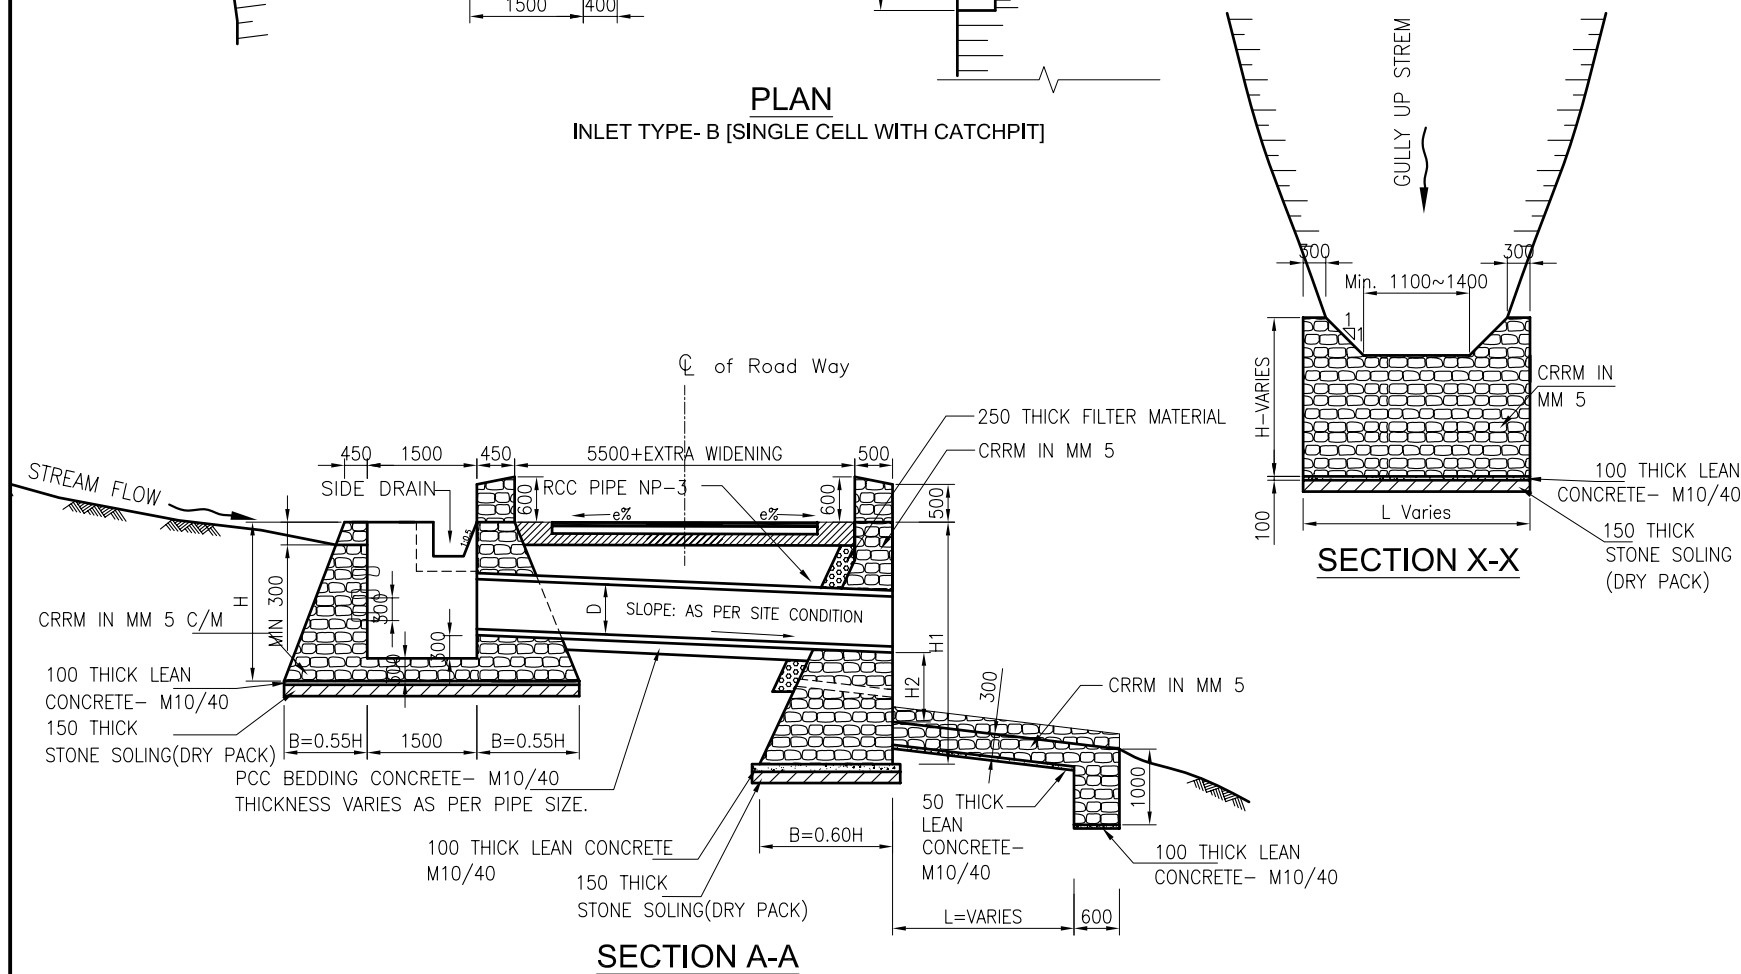 1500
400
PLAN
INLET TYPE- B [SINGLE CELL WITH CATCHPIT]
GULLY UP STREM
300
300
Min. 1100~1400
1
1
H-VARIES
CRRM IN
MM 5
100 THICK LEAN
CONCRETE- M10/40
100
L Varies
150 THICK
STONE SOLING
(DRY PACK)
SECTION X-X
℄ of Road Way
250 THICK FILTER MATERIAL
CRRM IN MM 5
450
1500
450
5500+EXTRA WIDENING
500
STREAM FLOW
SIDE DRAIN
600
RCC PIPE NP-3
600
500
e%
e%
H
MIN 300
300
300
D
SLOPE: AS PER SITE CONDITION
H1
H2
300
CRRM IN MM 5 C/M
100 THICK LEAN
CONCRETE- M10/40
150 THICK
STONE SOLING(DRY PACK)
B=0.55H
1500
B=0.55H
PCC BEDDING CONCRETE- M10/40
THICKNESS VARIES AS PER PIPE SIZE.
CRRM IN MM 5
1000
50 THICK
LEAN
CONCRETE-
M10/40
B=0.60H
100 THICK LEAN CONCRETE
M10/40
150 THICK
STONE SOLING(DRY PACK)
100 THICK LEAN
CONCRETE- M10/40
L=VARIES
600
SECTION A-A